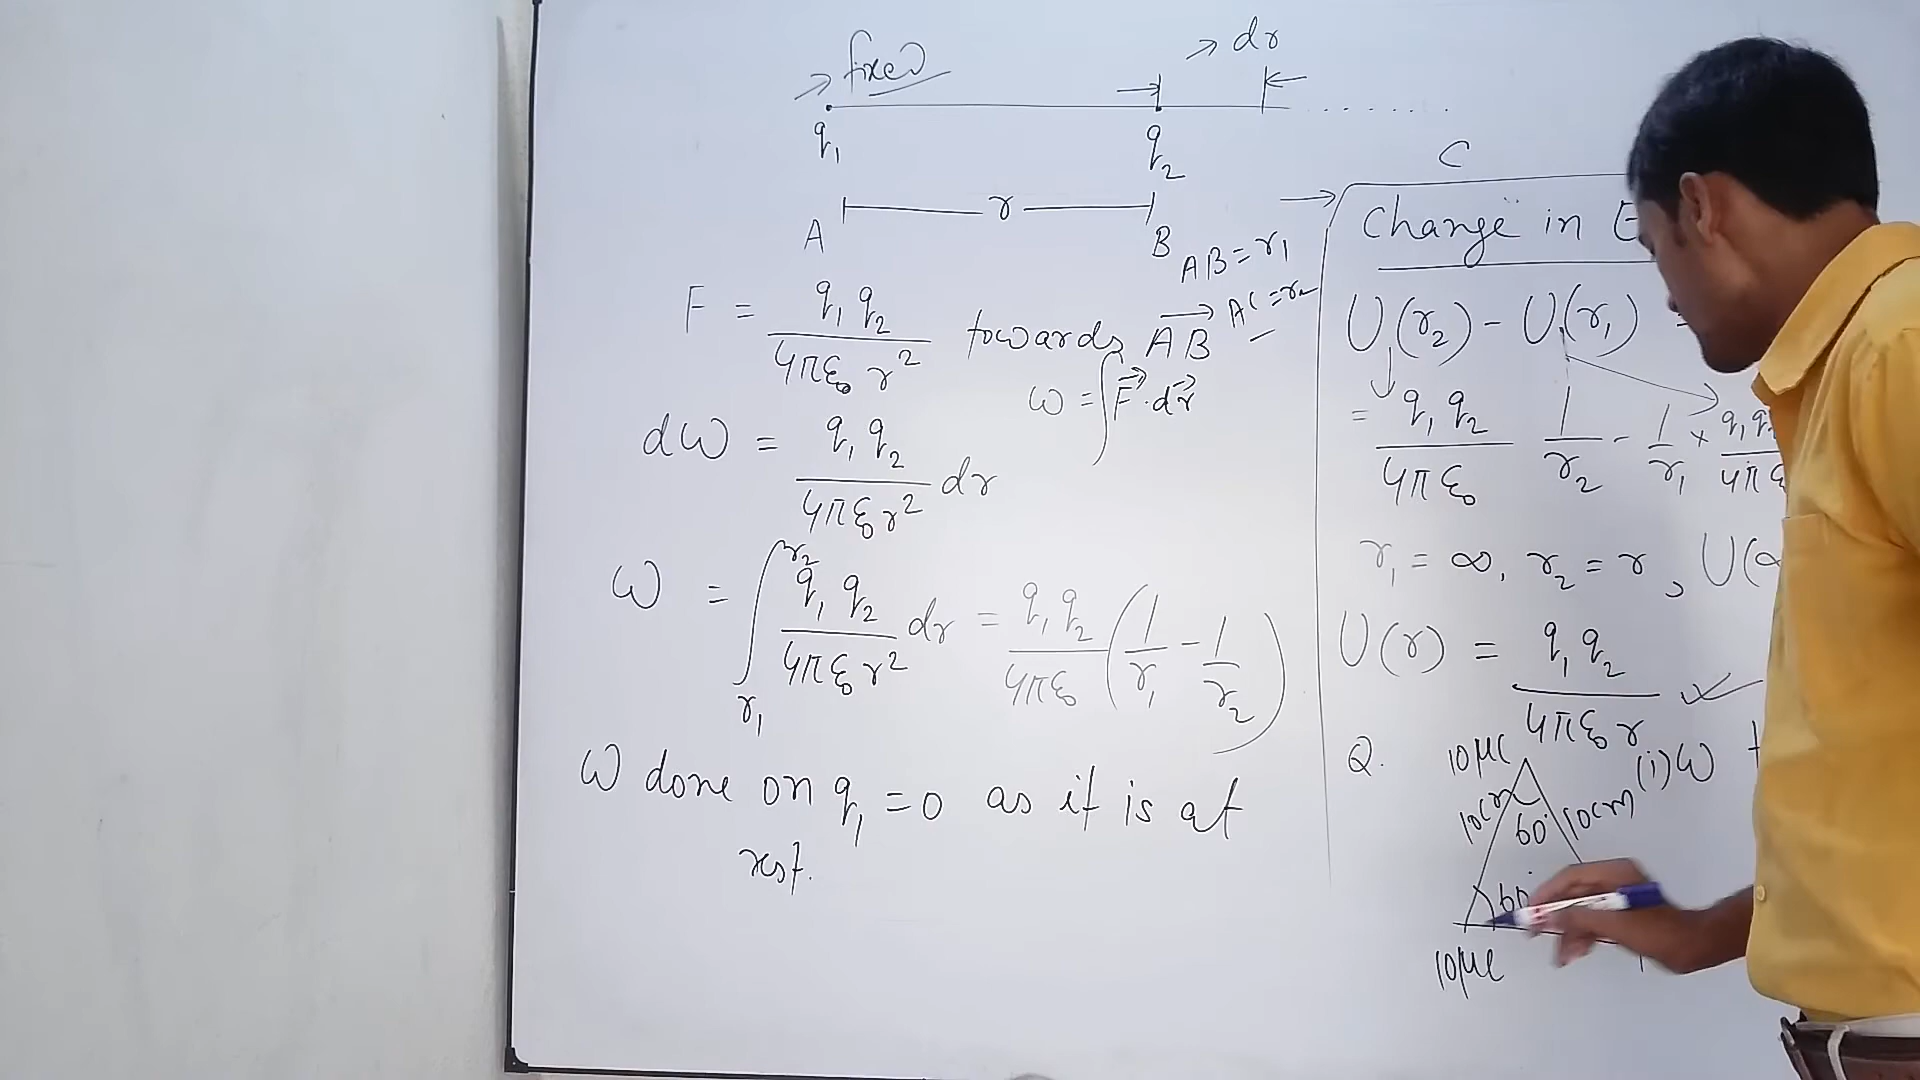 fixed
dr
q₁
q₂
A
r
B
AB = r₁
AC = r₂
F = q₁ q₂ / 4πε₀ r² towards AB
W = ∫ F · dr
dW = q₁ q₂ / 4πε₀ r² dr
W = ∫ r₁ r₂ q₁ q₂ / 4πε₀ r² dr = q₁ q₂ / 4πε₀ (1/r₁ - 1/r₂)
W done on q₁ = 0 as it is at
rest.
C
Change in
U(r₂) - U(r₁)
= q₁ q₂ / 4πε₀ 1/r₂ - 1/r₁ ×
r₁ = ∞, r₂ = r, U(
U(r) = q₁ q₂ / 4πε₀ r
Q.
10μC
(i) W
10cm
60°
10cm
60
10μC